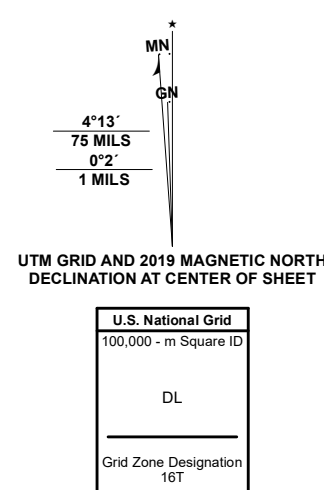 ★
MN
GN
4°13´
75 MILS
0°2´
1 MILS
UTM GRID AND 2019 MAGNETIC NORTH
DECLINATION AT CENTER OF SHEET
U.S. National Grid
100,000 - m Square ID
DL
Grid Zone Designation
16T